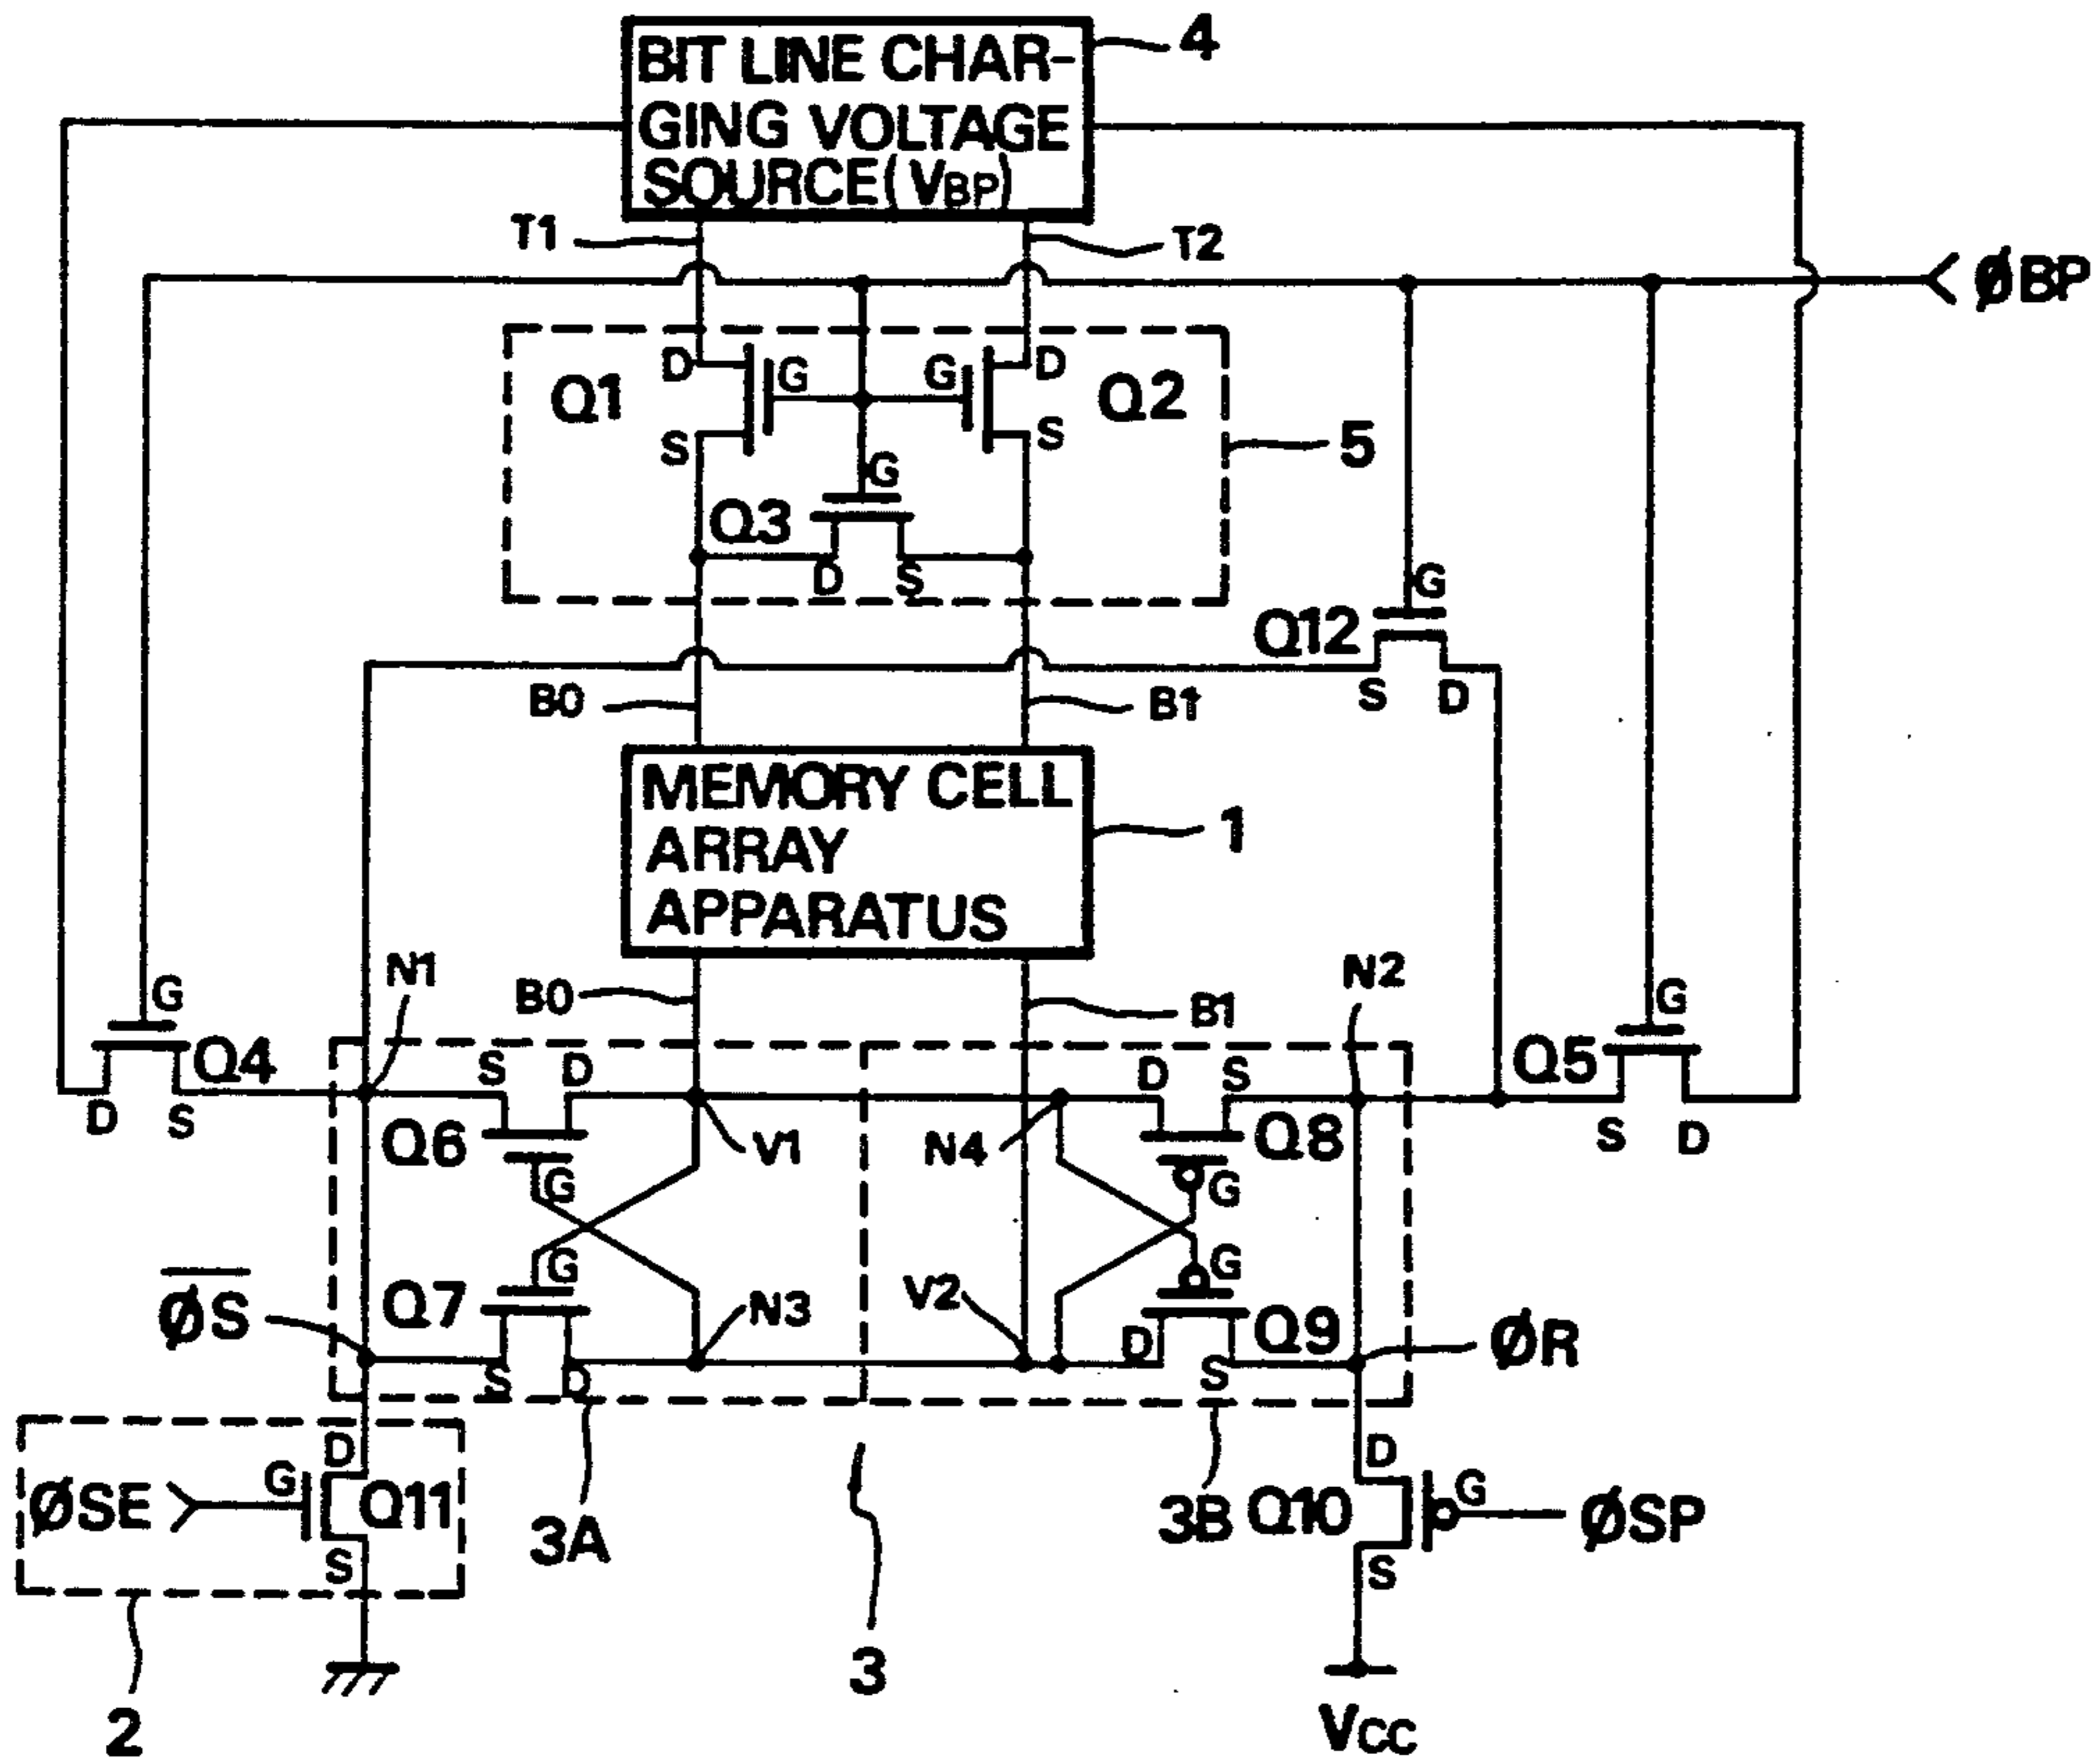 BIT LINE CHAR-
GING VOLTAGE
SOURCE(VBP)
4
T1
T2
ØBP
D
G
G
D
Q1
Q2
S
S
5
G
Q3
D
S
G
Q12
S
D
B0
B1
MEMORY CELL
ARRAY
APPARATUS
1
N1
N2
B0
B1
G
G
Q4
S
D
D
S
Q5
D
S
S
D
Q6
V1
N4
Q8
G
G
G
G
Q7
N3
V2
Q9
ØS
ØR
S
D
D
S
D
D
ØSE
G
Q11
3A
3B
Q10
G
ØSP
S
S
2
3
VCC